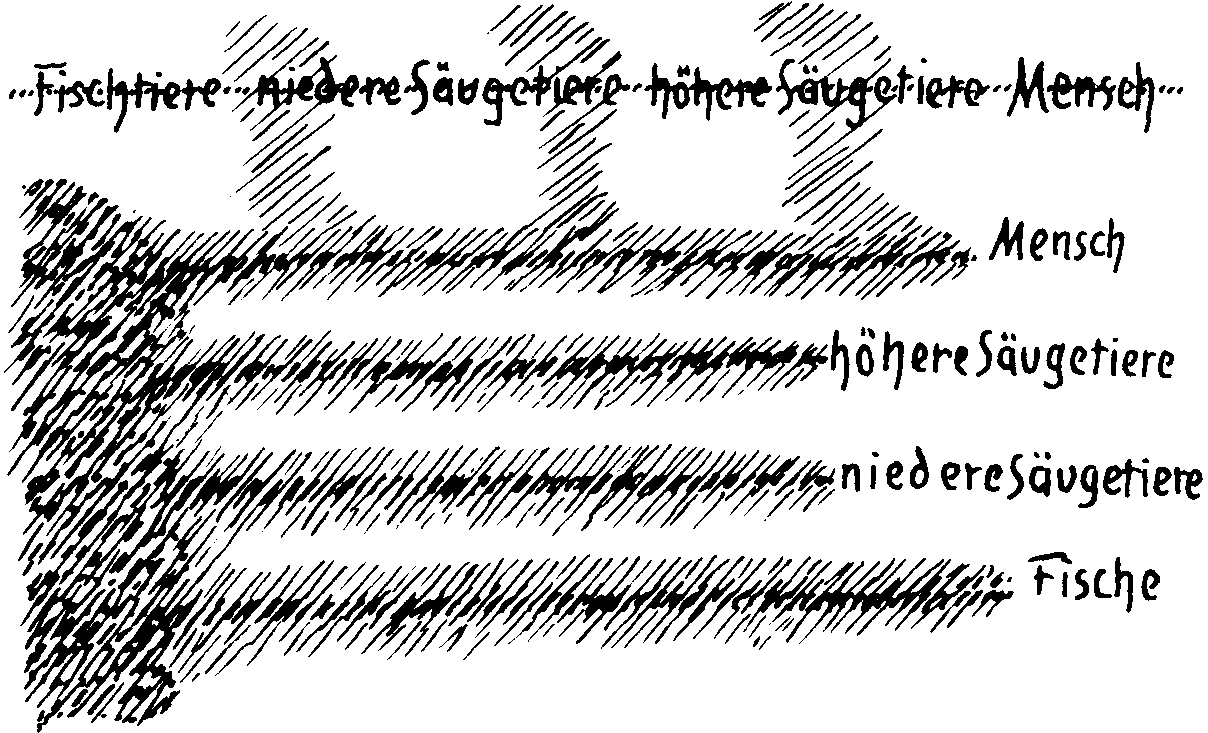 ...Fischtiere...niedere Säugetiere...höhere Säugetiere...Mensch...
Mensch
höhere Säugetiere
niedere Säugetiere
Fische